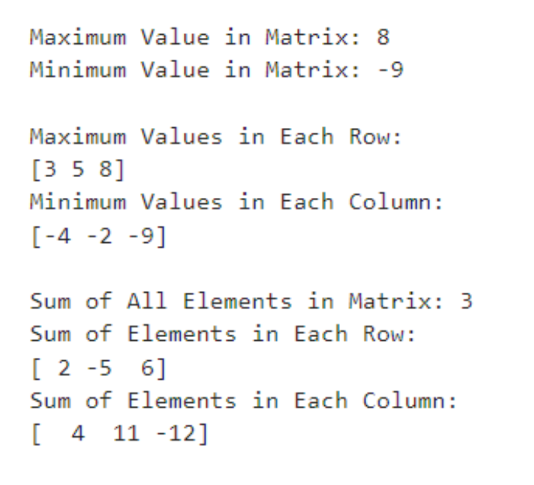 Maximum Value in Matrix: 8
Minimum Value in Matrix: -9
Maximum Values in Each Row:
[3 5 8]
Minimum Values in Each Column:
[-4 -2 -9]
Sum of All Elements in Matrix: 3
Sum of Elements in Each Row:
[ 2 -5  6]
Sum of Elements in Each Column:
[  4  11 -12]